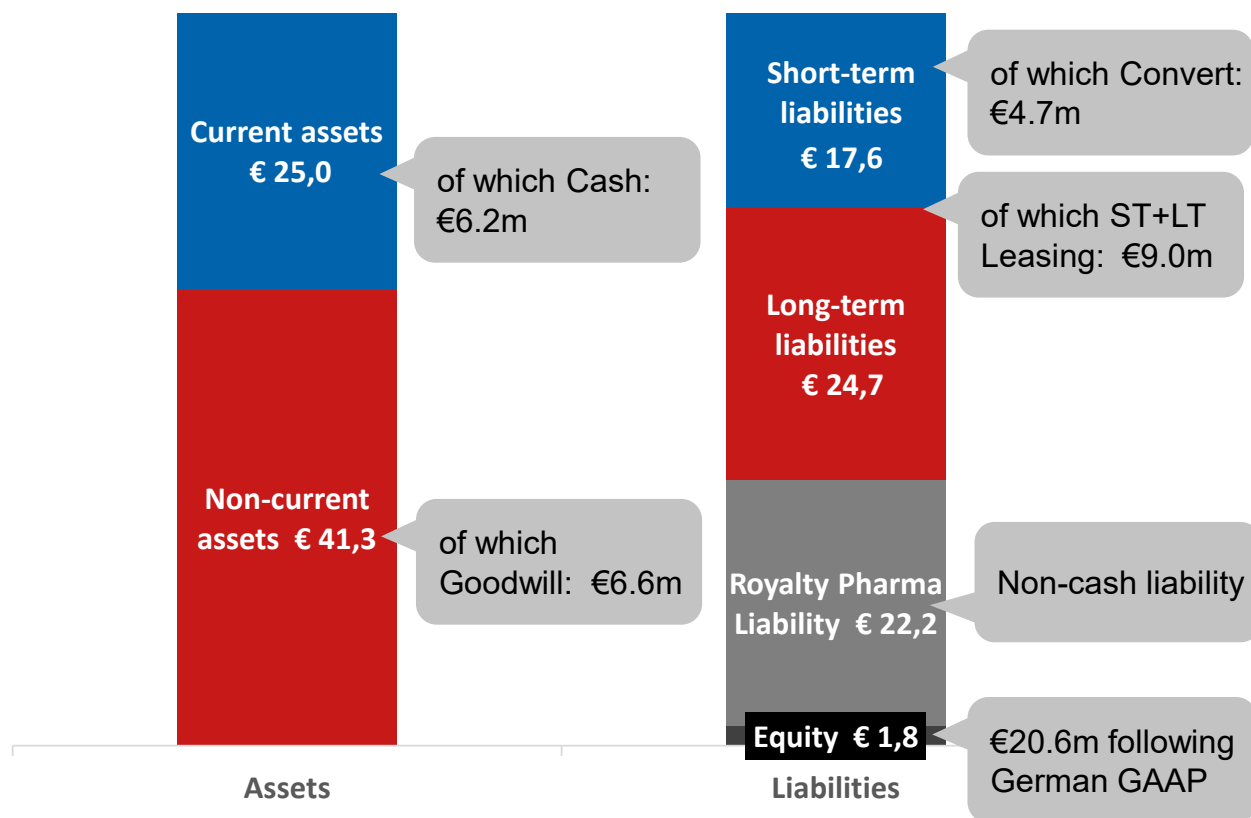 Current assets
€ 25,0
of which Cash:
€6.2m
Non-current
assets € 41,3
of which
Goodwill: €6.6m
Assets
Short-term
liabilities
€ 17,6
of which Convert:
€4.7m
of which ST+LT
Leasing: €9.0m
Long-term
liabilities
€ 24,7
Royalty Pharma
Liability € 22,2
Non-cash liability
Equity € 1,8
€20.6m following
German GAAP
Liabilities